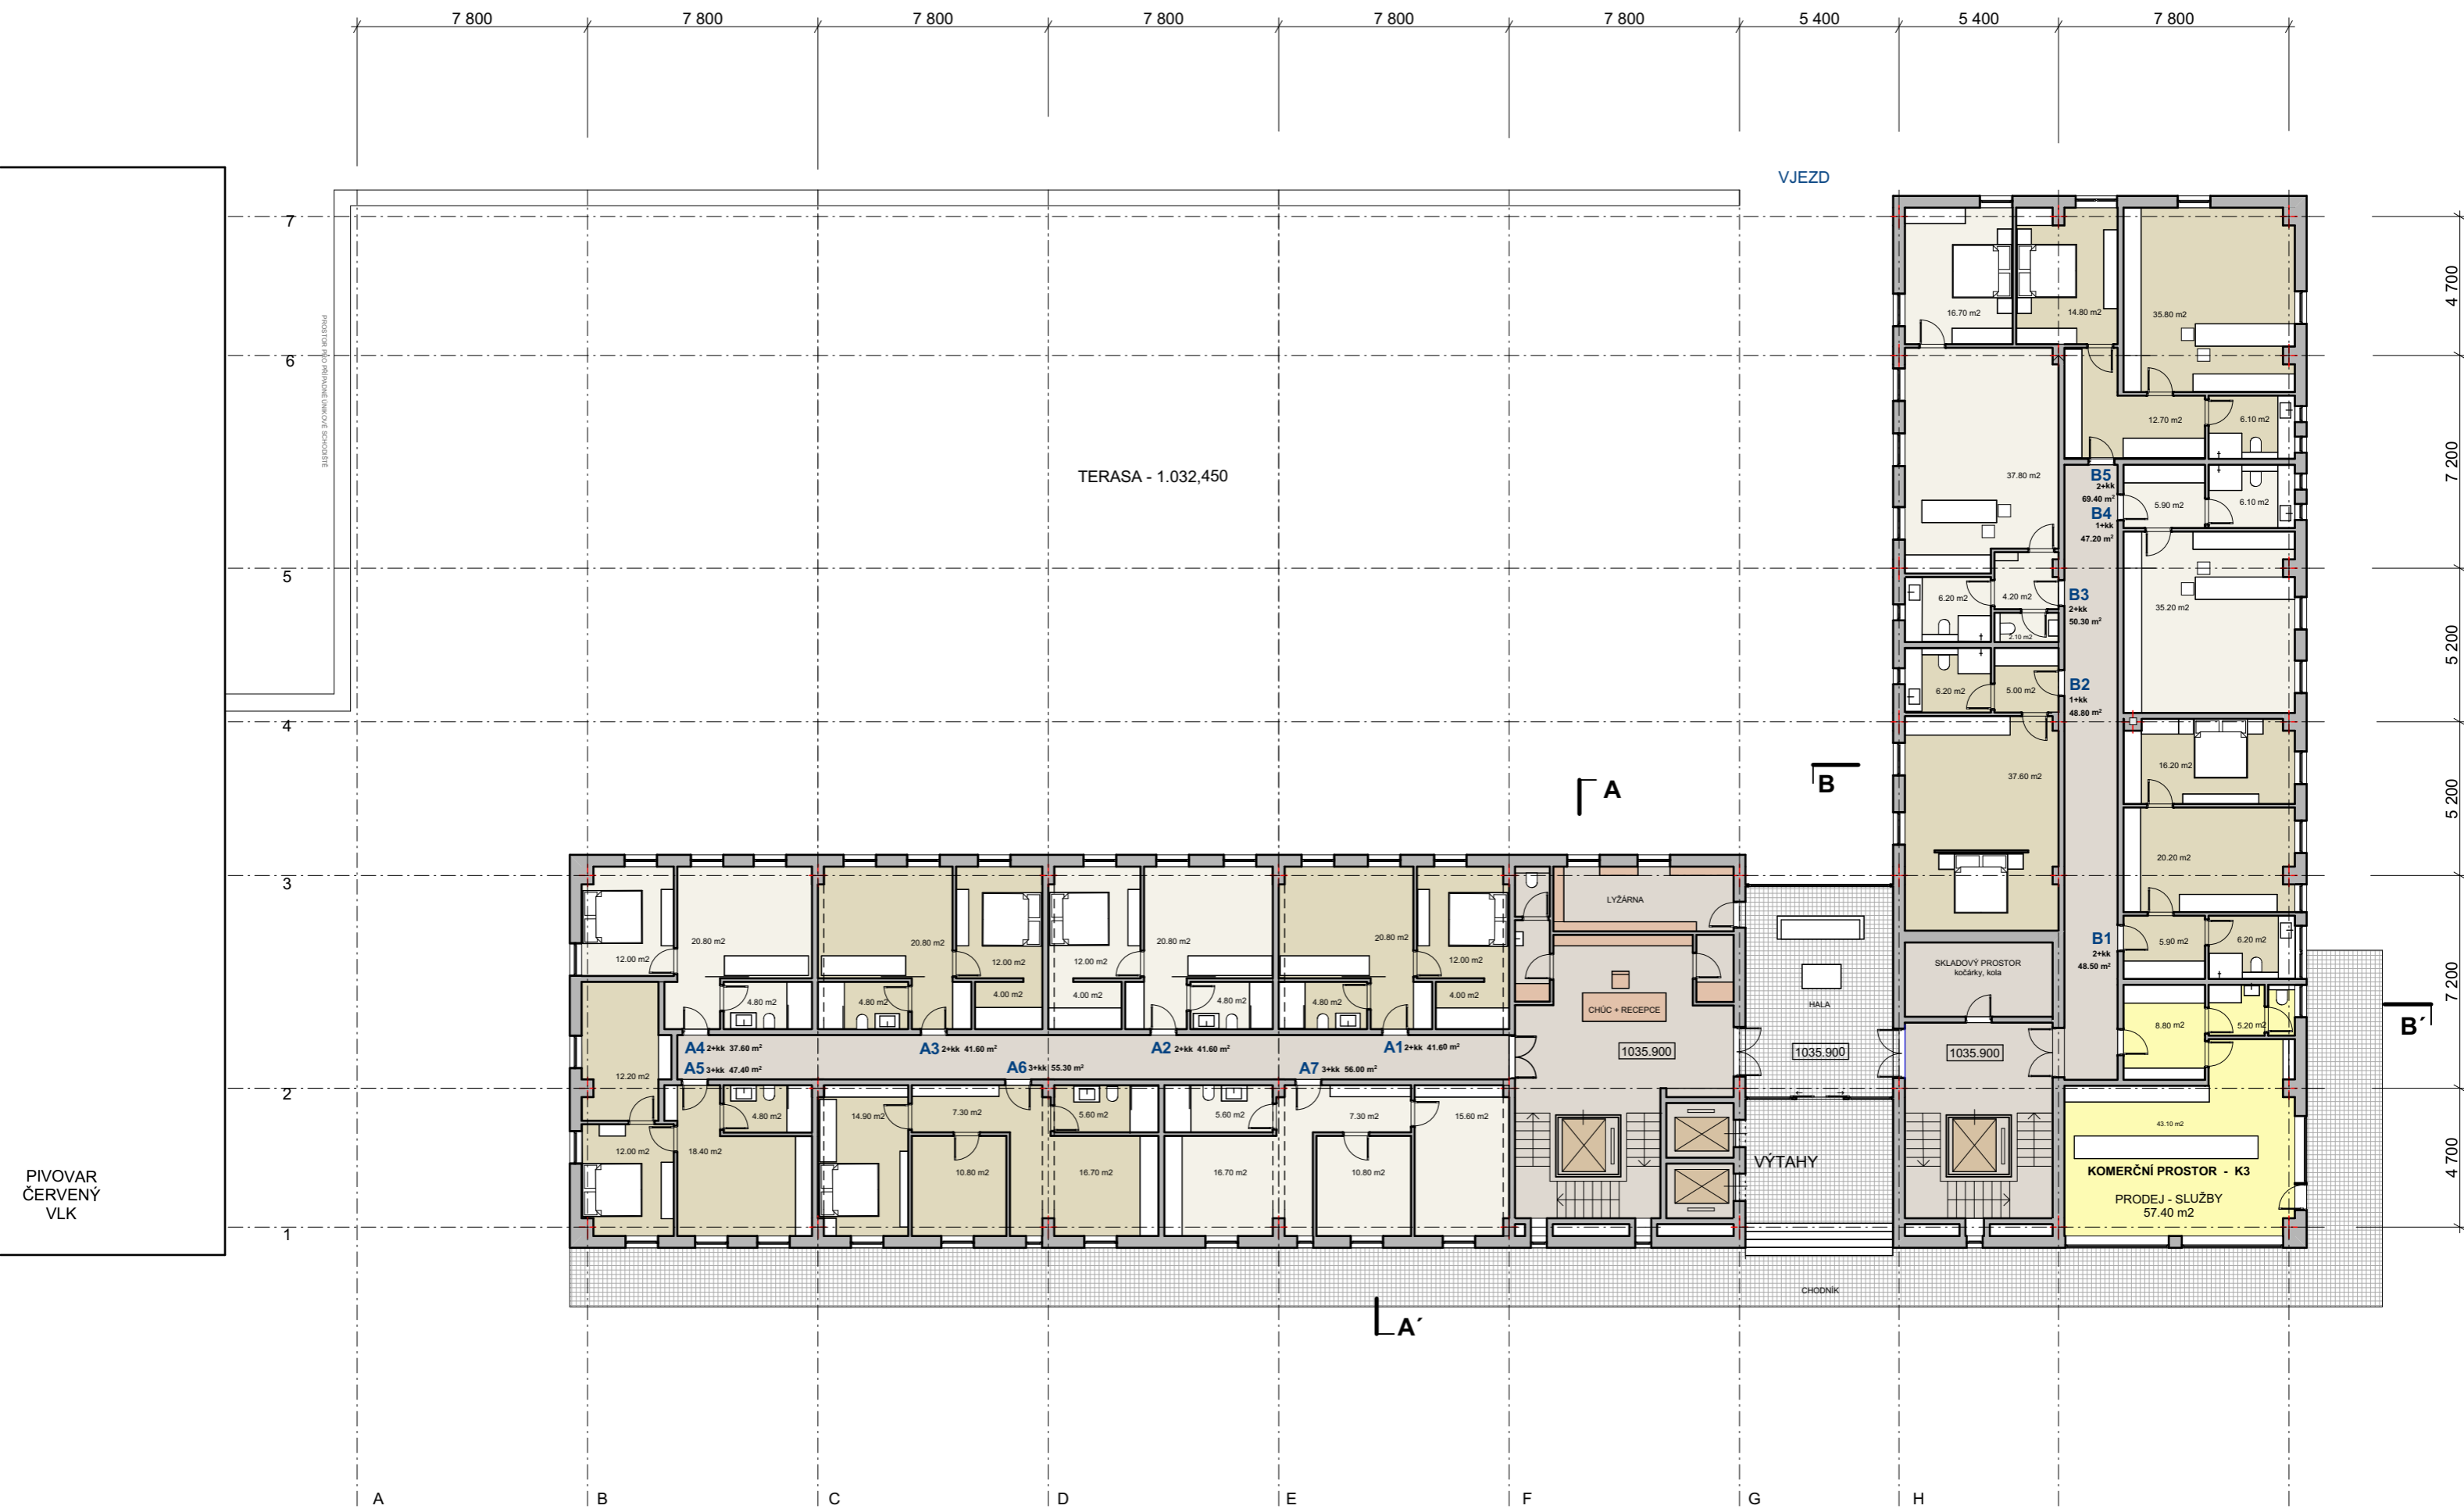 7 800
7 800
7 800
7 800
7 800
7 800
5 400
5 400
7 800
VJEZD
7
6
5
4
3
2
1
4 700
7 200
5 200
5 200
7 200
4 700
PROSTOR PRO PŘÍPADNÉ ÚNIKOVÉ SCHODIŠTĚ
TERASA - 1.032,450
16.70 m2
14.80 m2
35.80 m2
12.70 m2
6.10 m2
37.80 m2
B5
2+kk
69.40 m²
B4
1+kk
47.20 m²
5.90 m2
6.10 m2
6.20 m2
4.20 m2
2.10 m2
B3
2+kk
50.30 m²
35.20 m2
6.20 m2
5.00 m2
B2
1+kk
48.80 m²
16.20 m2
37.60 m2
20.20 m2
A
B
B1
2+kk
48.50 m²
5.90 m2
6.20 m2
SKLADOVÝ PROSTOR
kočárky, kola
8.80 m2
5.20 m2
B´
LYŽÁRNA
CHÚC + RECEPCE
HALA
1035.900
1035.900
1035.900
12.00 m2
20.80 m2
4.80 m2
20.80 m2
4.80 m2
12.00 m2
4.00 m2
12.00 m2
4.00 m2
20.80 m2
4.80 m2
20.80 m2
4.80 m2
12.00 m2
4.00 m2
A4 2+kk 37.60 m²
A3 2+kk 41.60 m²
A2 2+kk 41.60 m²
A1 2+kk 41.60 m²
A5 3+kk 47.40 m²
A6 3+kk 55.30 m²
A7 3+kk 56.00 m²
12.20 m2
12.00 m2
18.40 m2
4.80 m2
14.90 m2
7.30 m2
10.80 m2
5.60 m2
16.70 m2
5.60 m2
16.70 m2
7.30 m2
10.80 m2
15.60 m2
VÝTAHY
43.10 m2
KOMERČNÍ PROSTOR - K3
PRODEJ - SLUŽBY
57.40 m2
PIVOVAR
ČERVENÝ
VLK
CHODNÍK
A´
A
B
C
D
E
F
G
H